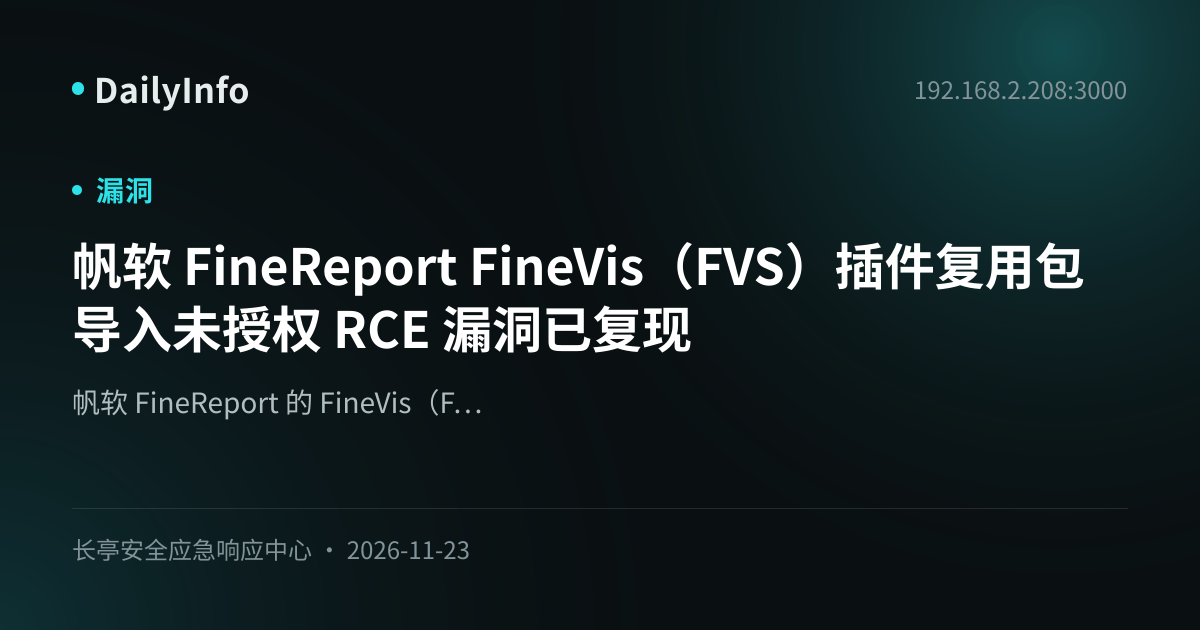 DailyInfo
192.168.2.208:3000
漏洞
帆软 FineReport FineVis（FVS）插件复用包
导入未授权 RCE 漏洞已复现
帆软 FineReport 的 FineVis（F…
长亭安全应急响应中心 · 2026-11-23